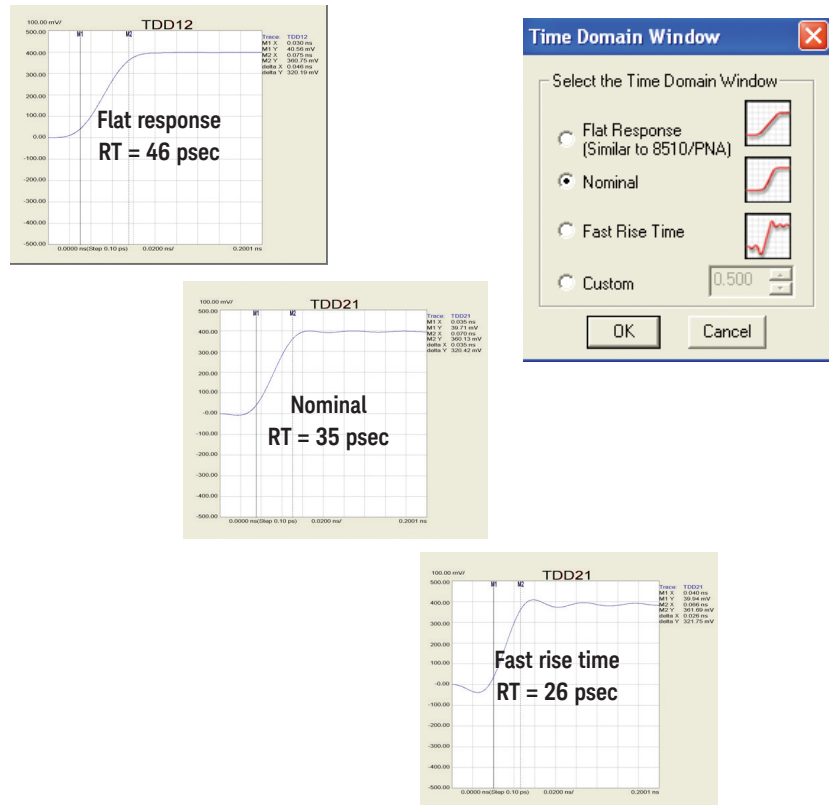 100.00 mV/
TDD12
500.00
400.00
300.00
200.00
100.00
0.00
-100.00
-200.00
-300.00
-400.00
-500.00
M1
M2
Trace: TDD12
M1 X 0.030 ns
M1 Y 40.56 mV
M2 X 0.075 ns
M2 Y 360.75 mV
delta X 0.046 ns
delta Y 320.19 mV
Flat response
RT = 46 psec
0.0000 ns(Step 0.10 ps) 0.0200 ns/ 0.2001 ns
Time Domain Window
Select the Time Domain Window
Flat Response
(Similar to 8510/PNA)
Nominal
Fast Rise Time
Custom 0.500
OK Cancel
100.00 mV/
TDD21
500.00
400.00
300.00
200.00
100.00
-0.00
-100.00
-200.00
-300.00
-400.00
-500.00
M1
M2
Trace: TDD21
M1 X 0.035 ns
M1 Y 39.71 mV
M2 X 0.070 ns
M2 Y 360.13 mV
delta X 0.035 ns
delta Y 320.42 mV
Nominal
RT = 35 psec
0.0000 ns(Step 0.10 ps) 0.0200 ns/ 0.2001 ns
100.00 mV/
TDD21
500.00
400.00
300.00
200.00
100.00
-0.00
-100.00
-200.00
-300.00
-400.00
-500.00
M1
M2
Trace: TDD21
M1 X 0.040 ns
M1 Y 39.94 mV
M2 X 0.066 ns
M2 Y 361.69 mV
delta X 0.026 ns
delta Y 321.75 mV
Fast rise time
RT = 26 psec
0.0000 ns(Step 0.10 ps) 0.0200 ns/ 0.2001 ns